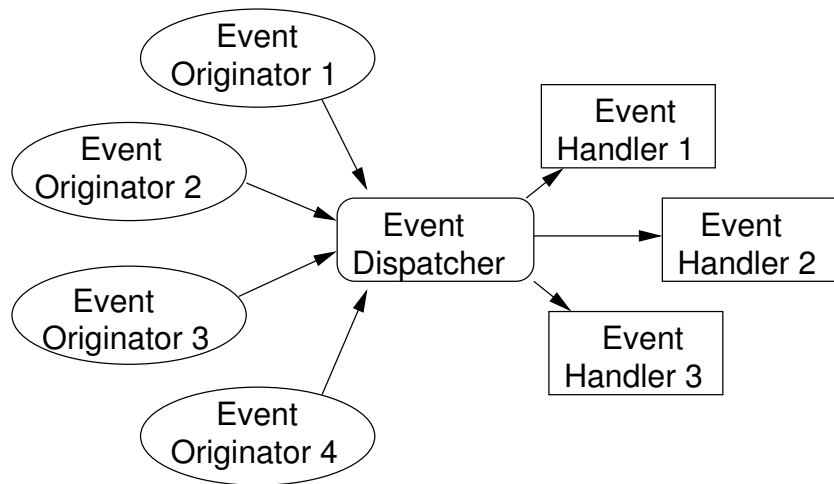 Event
Originator 1
Event
Originator 2
Event
Originator 3
Event
Originator 4
Event
Dispatcher
Event
Handler 1
Event
Handler 2
Event
Handler 3